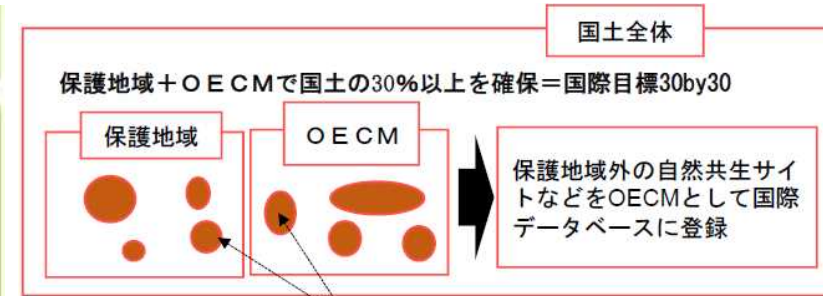 国土全体
保護地域＋ＯＥＣＭで国土の30%以上を確保＝国際目標30by30
保護地域
ＯＥＣＭ
保護地域外の自然共生サイ
トなどをOECMとして国際
データベースに登録